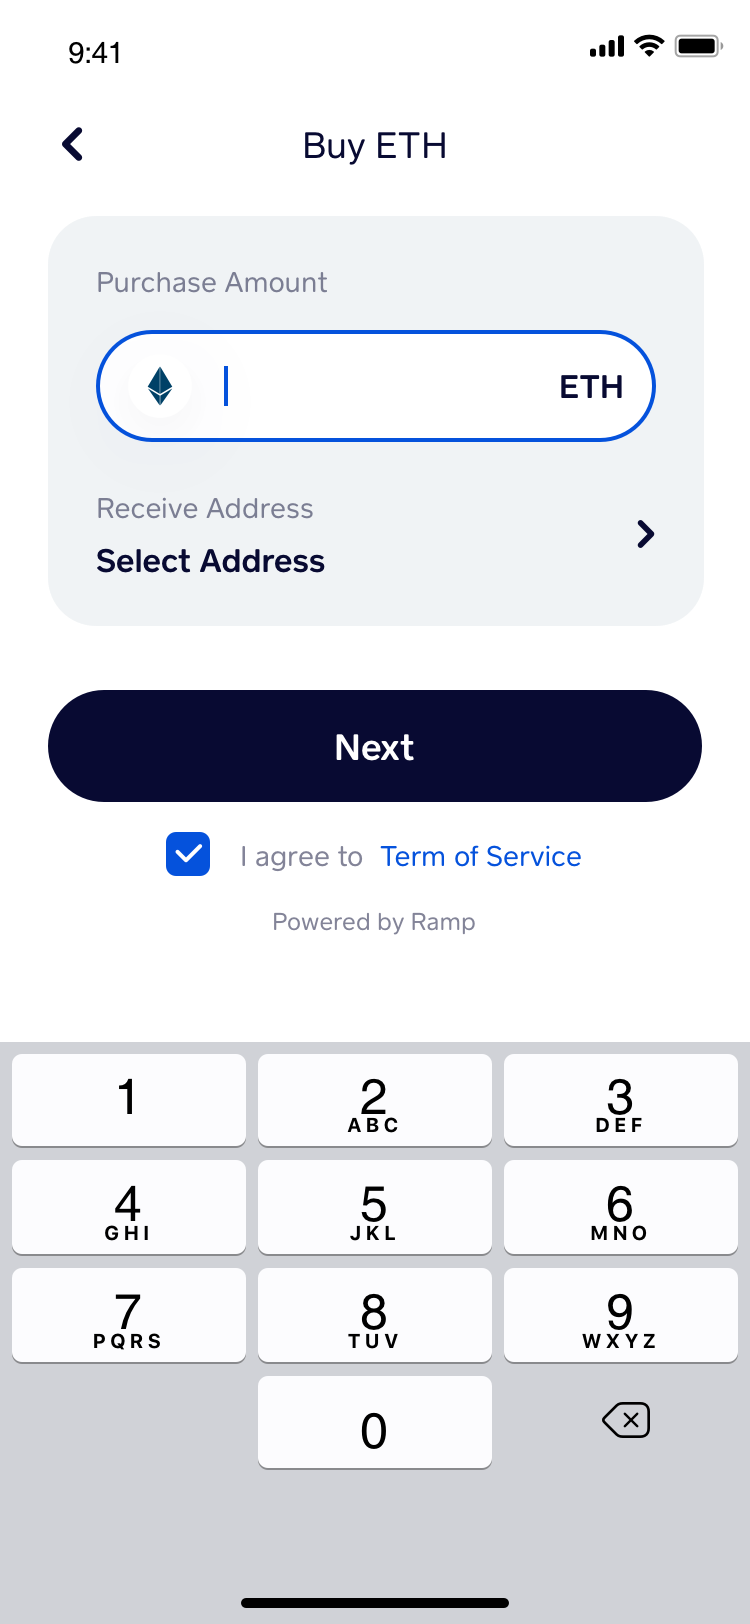 9:41
Buy ETH
Purchase Amount
ETH
Receive Address
Select Address
Next
I agree to Term of Service
Powered by Ramp
1 2 3
ABC DEF
4 5 6
GHI JKL MNO
7 8 9
PQRS TUV WXYZ
0